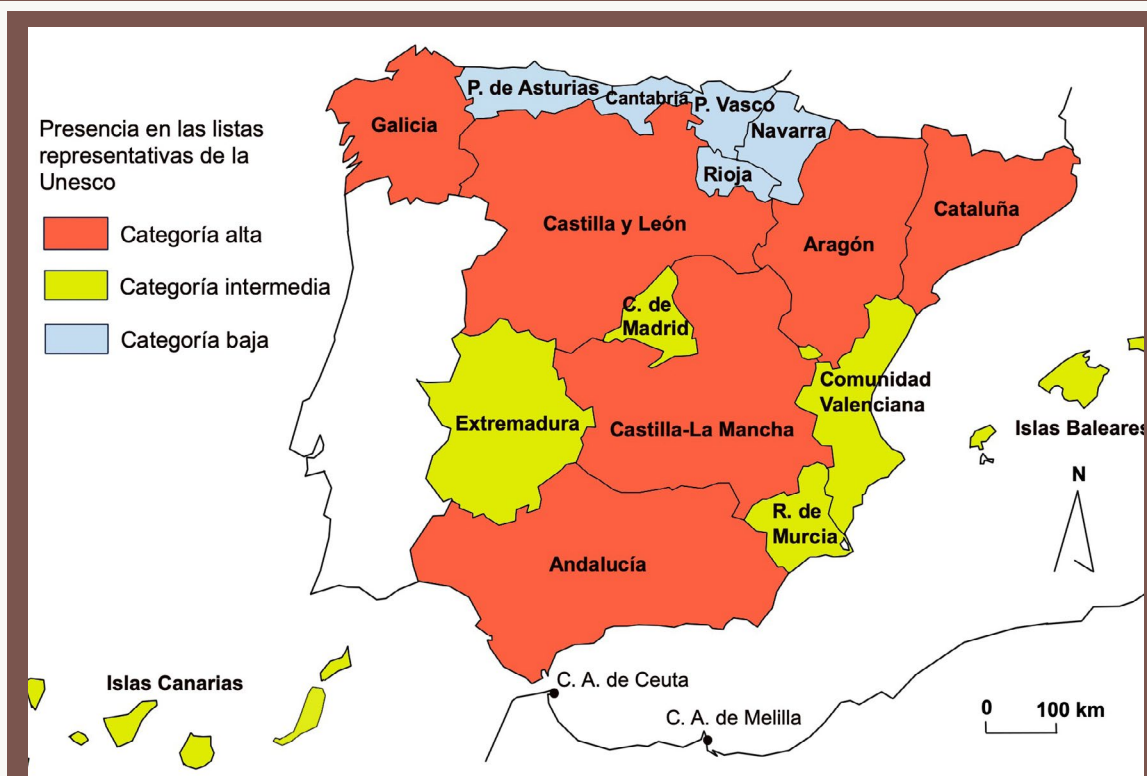 Presencia en las listas
representativas de la
Unesco
Categoría alta
Categoría intermedia
Categoría baja
P. de Asturias
Cantabria
P. Vasco
Galicia
Navarra
Rioja
Castilla y León
Aragón
Cataluña
C. de
Madrid
Comunidad
Valenciana
Extremadura
Castilla-La Mancha
Islas Baleares
N
R. de
Murcia
Andalucía
Islas Canarias
C. A. de Ceuta
C. A. de Melilla
0 100 km